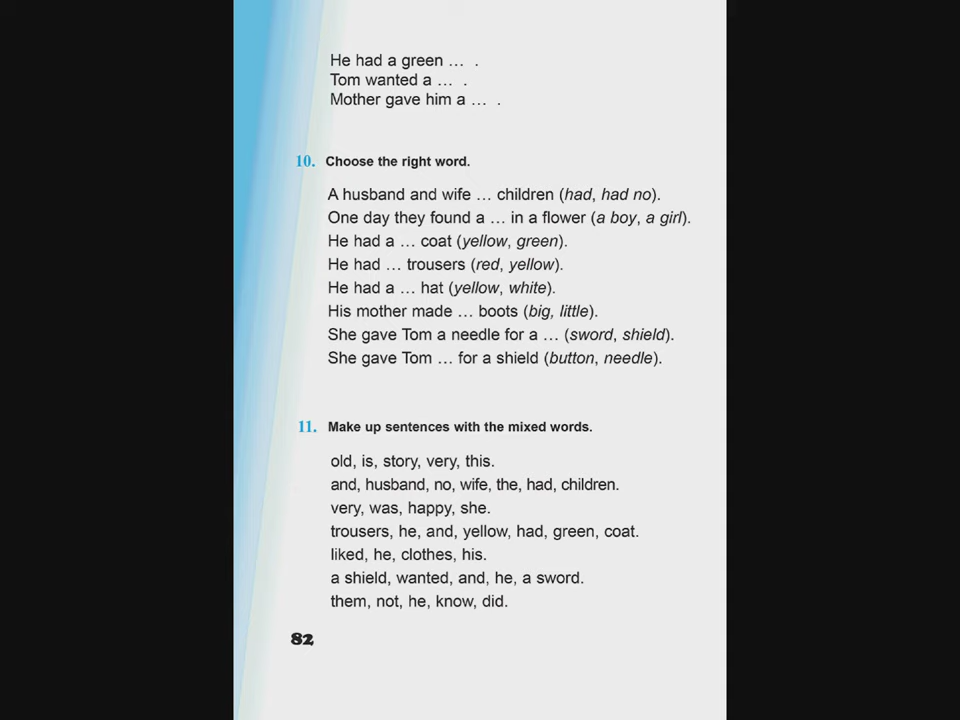 He had a green … .
Tom wanted a … .
Mother gave him a … .
10. Choose the right word.
A husband and wife … children (had, had no).
One day they found a … in a flower (a boy, a girl).
He had a … coat (yellow, green).
He had … trousers (red, yellow).
He had a … hat (yellow, white).
His mother made … boots (big, little).
She gave Tom a needle for a … (sword, shield).
She gave Tom … for a shield (button, needle).
11. Make up sentences with the mixed words.
old, is, story, very, this.
and, husband, no, wife, the, had, children.
very, was, happy, she.
trousers, he, and, yellow, had, green, coat.
liked, he, clothes, his.
a shield, wanted, and, he, a sword.
them, not, he, know, did.
82